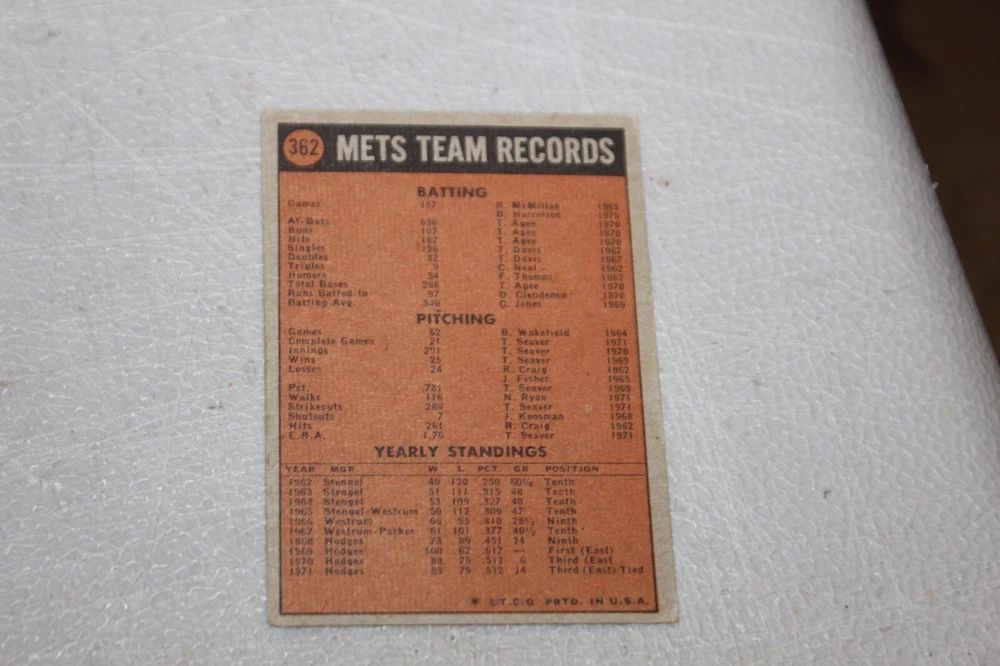 362 METS TEAM RECORDS
BATTING
Games 157 R. McMillan 1965
B. Harrelson 1970
At-Bats 636 T. Agee 1970
Runs 107 T. Agee 1970
Hits 182 T. Agee 1970
Singles 126 T. Davis 1967
Doubles 32 T. Davis 1967
Triples 9 C. Neal 1962
Homers 34 F. Thomas 1962
Total Bases 298 T. Agee 1970
Runs Batted-In 97 D. Clendenon 1970
Batting Avg. .340 C. Jones 1969
PITCHING
Games 62 B. Wakefield 1964
Complete Games 21 T. Seaver 1971
Innings 291 T. Seaver 1970
Wins 25 T. Seaver 1969
Losses 24 R. Craig 1962
J. Fisher 1965
Pct. .781 T. Seaver 1969
Walks 116 N. Ryan 1971
Strikeouts 289 T. Seaver 1971
Shutouts 7 J. Koosman 1968
Hits 261 R. Craig 1962
E.R.A. 1.76 T. Seaver 1971
YEARLY STANDINGS
YEAR MGR. W L PCT. GB POSITION
1962 Stengel 40 120 .250 60½ Tenth
1963 Stengel 51 111 .315 48 Tenth
1964 Stengel 53 109 .327 40 Tenth
1965 Stengel-Westrum 50 112 .309 47 Tenth
1966 Westrum 66 95 .410 28½ Ninth
1967 Westrum-Parker 61 101 .377 40½ Tenth
1968 Hodges 73 89 .451 24 Ninth
1969 Hodges 100 62 .617 — First (East)
1970 Hodges 83 79 .512 6 Third (East
1971 Hodges 83 79 .512 14 Third (East) Tied
* ©T.C.G. PRTD. IN U.S.A.